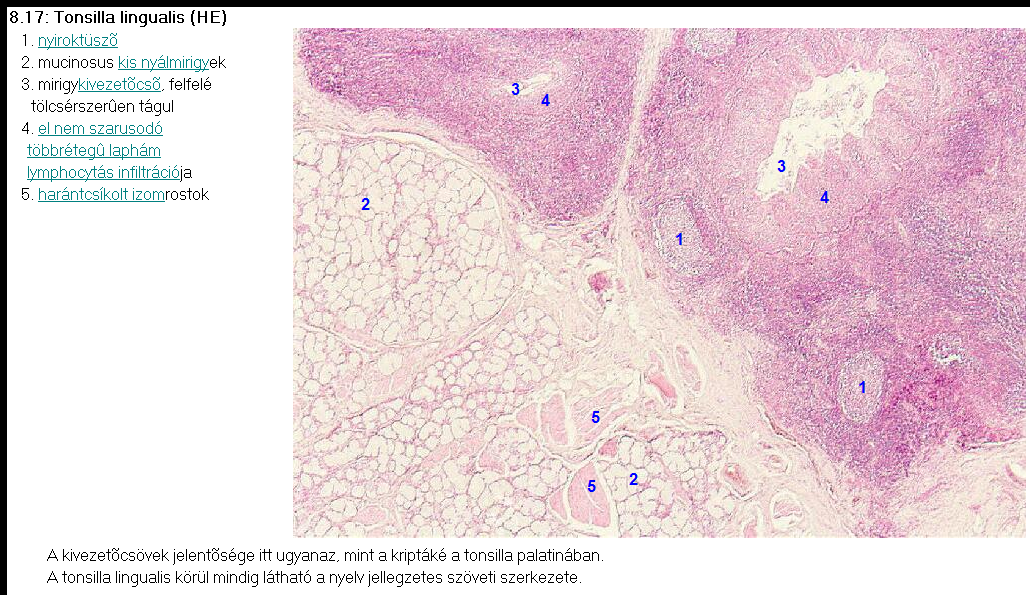 8.17: Tonsilla lingualis (HE)
1. nyiroktüszõ
2. mucinosus kis nyálmirigyek
3. mirigykivezetõcsõ, felfelé
tölcsérszerûen tágul
4. el nem szarusodó
többrétegû laphám
lymphocytás infiltrációja
5. harántcsíkolt izomrostok
3
4
3
4
2
1
1
5
5
2
A kivezetõcsövek jelentõsége itt ugyanaz, mint a kriptáké a tonsilla palatinában.
A tonsilla lingualis körül mindig látható a nyelv jellegzetes szöveti szerkezete.